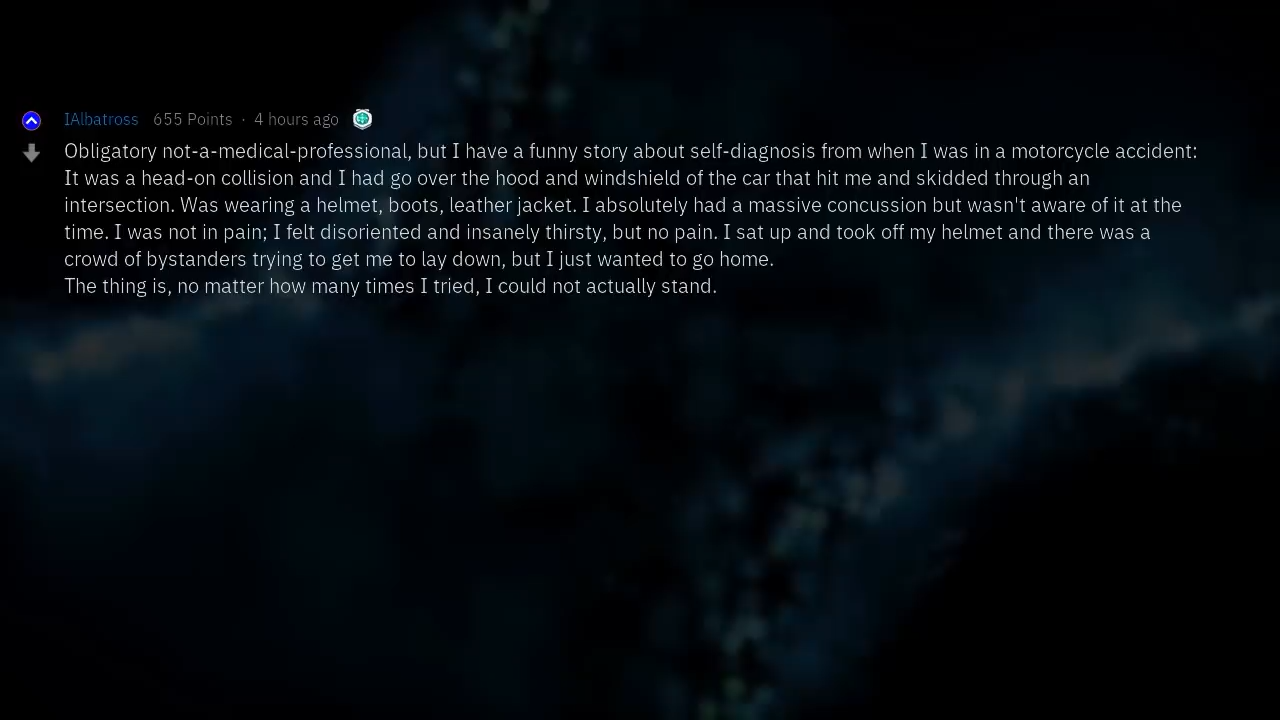 IAlbatross 655 Points · 4 hours ago
Obligatory not-a-medical-professional, but I have a funny story about self-diagnosis from when I was in a motorcycle accident:
It was a head-on collision and I had go over the hood and windshield of the car that hit me and skidded through an
intersection. Was wearing a helmet, boots, leather jacket. I absolutely had a massive concussion but wasn't aware of it at the
time. I was not in pain; I felt disoriented and insanely thirsty, but no pain. I sat up and took off my helmet and there was a
crowd of bystanders trying to get me to lay down, but I just wanted to go home.
The thing is, no matter how many times I tried, I could not actually stand.